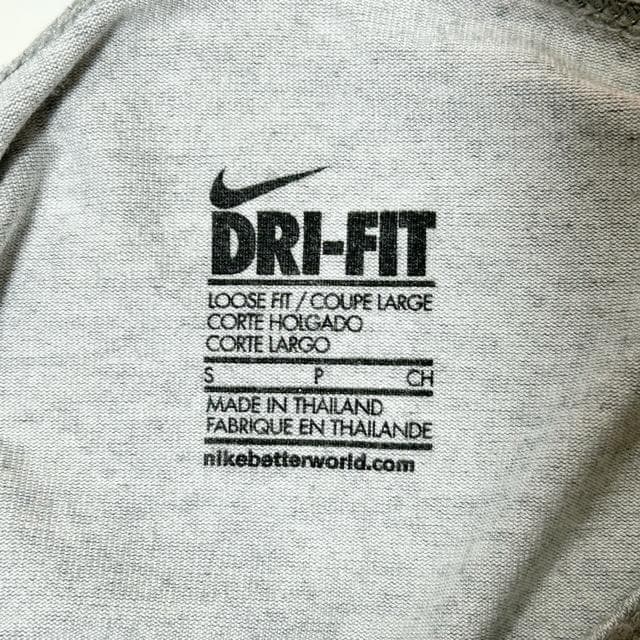 DRI-FIT
LOOSE FIT / COUPE LARGE
CORTE HOLGADO
CORTE LARGO
S P CH
MADE IN THAILAND
FABRIQUE EN THAILANDE
nikebetterworld.com